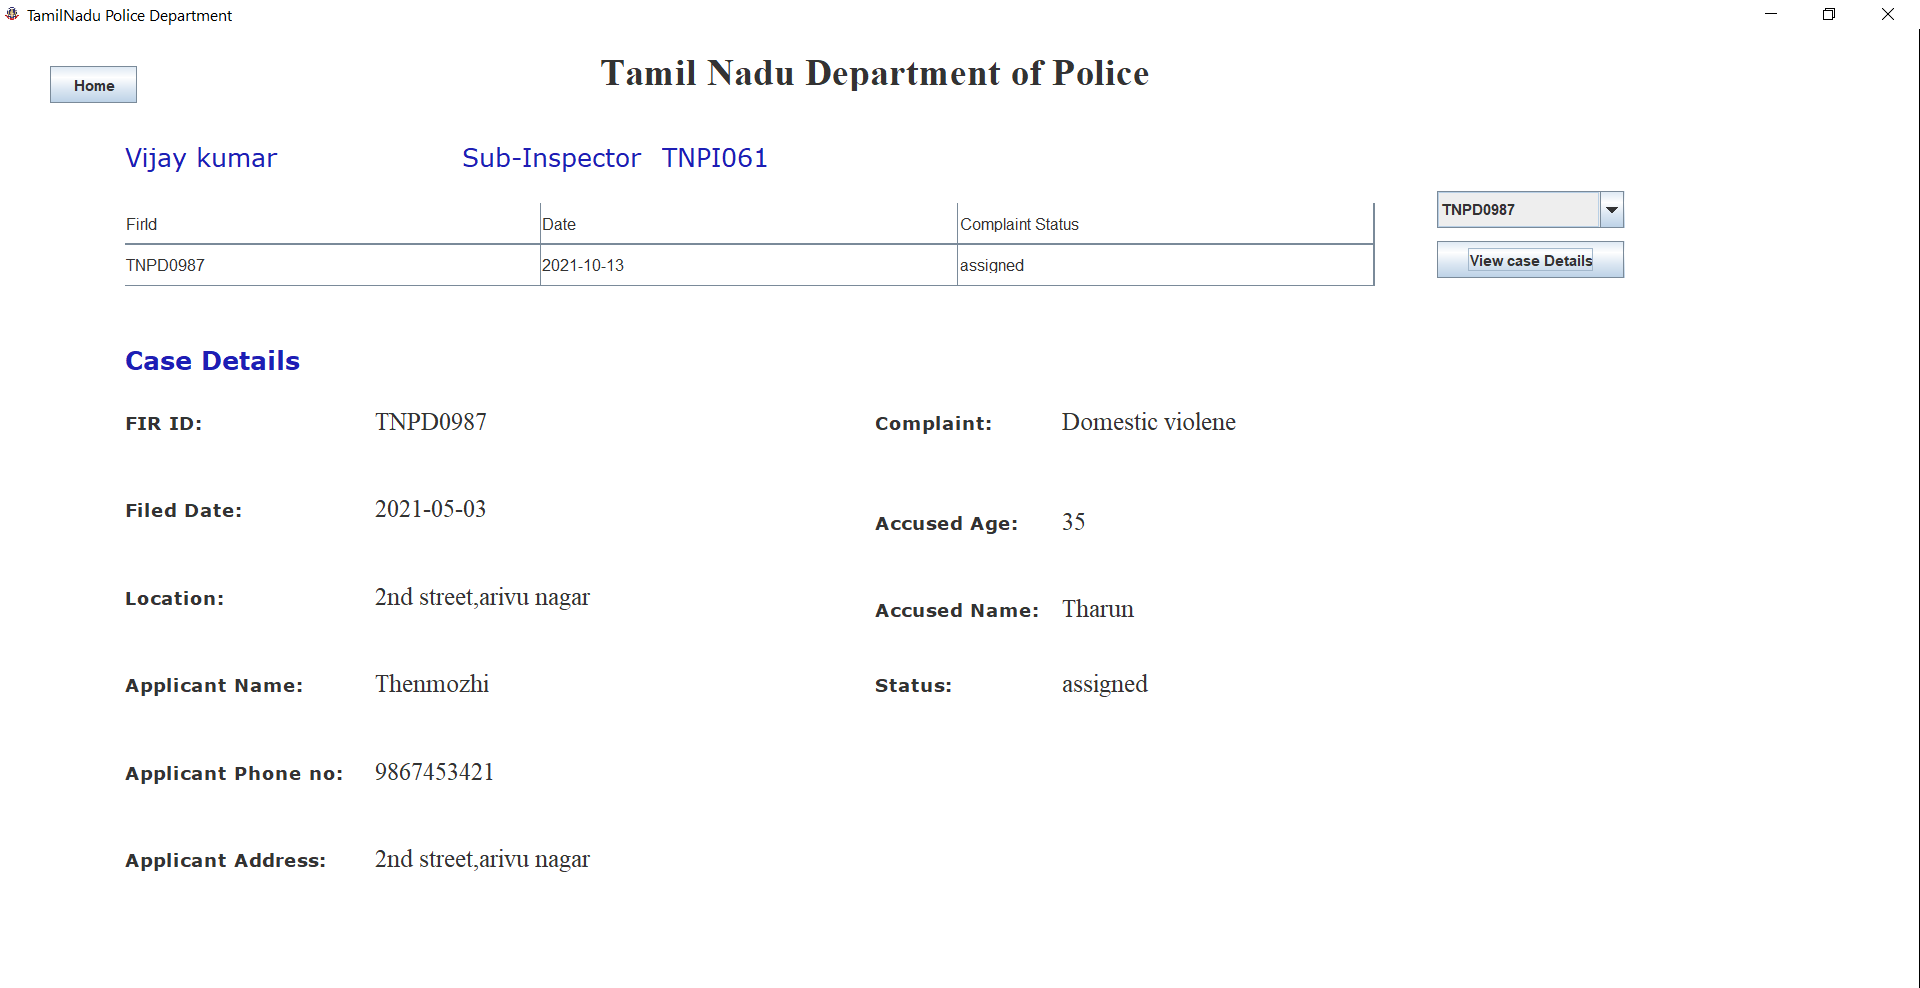 TamilNadu Police Department
Home
Tamil Nadu Department of Police
Vijay kumar Sub-Inspector TNPI061
FirId Date Complaint Status
TNPD0987 2021-10-13 assigned
TNPD0987
View case Details
Case Details
FIR ID: TNPD0987 Complaint: Domestic violene
Filed Date: 2021-05-03
Accused Age: 35
Location: 2nd street,arivu nagar
Accused Name: Tharun
Applicant Name: Thenmozhi Status: assigned
Applicant Phone no: 9867453421
Applicant Address: 2nd street,arivu nagar